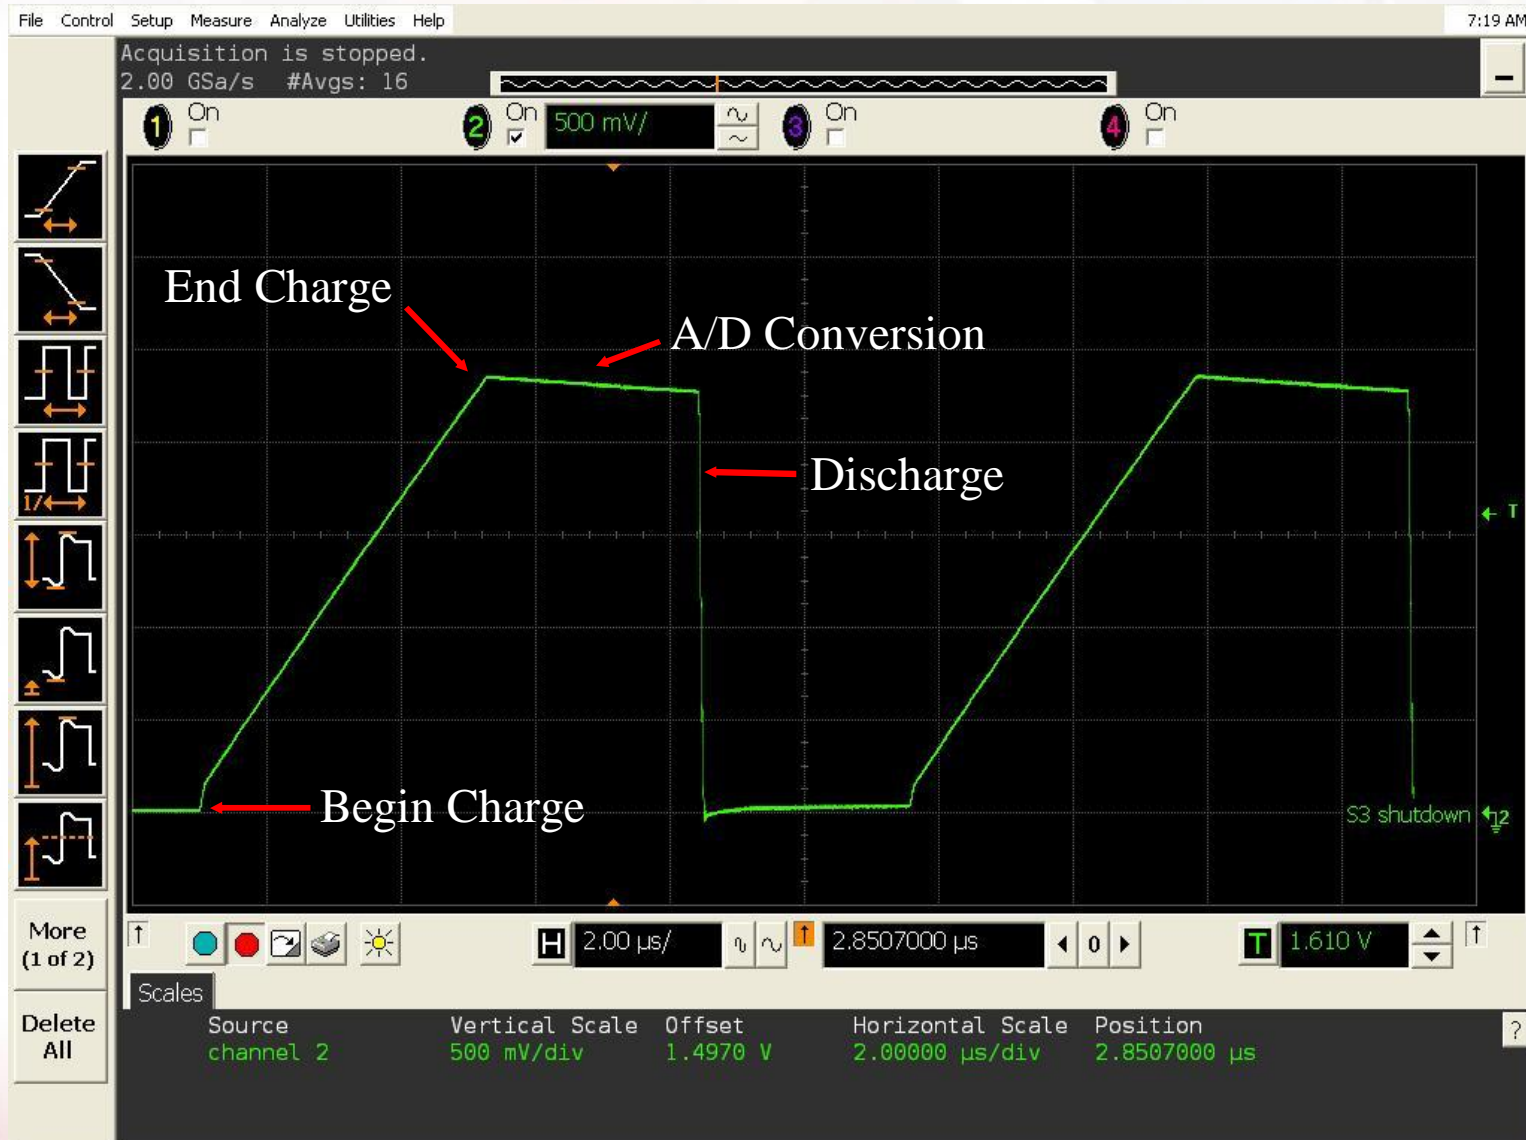 File Control Setup Measure Analyze Utilities Help 7:19 AM
Acquisition is stopped.
2.00 GSa/s #Avgs: 16
1 On 2 On 500 mV/ 3 On 4 On
End Charge
A/D Conversion
Discharge
T
1/
Begin Charge
S3 shutdown 2
More
(1 of 2)
H 2.00 µs/ 2.8507000 µs 0 T 1.610 V
Scales
Delete
All
Source Vertical Scale Offset Horizontal Scale Position ?
channel 2 500 mV/div 1.4970 V 2.00000 µs/div 2.8507000 µs